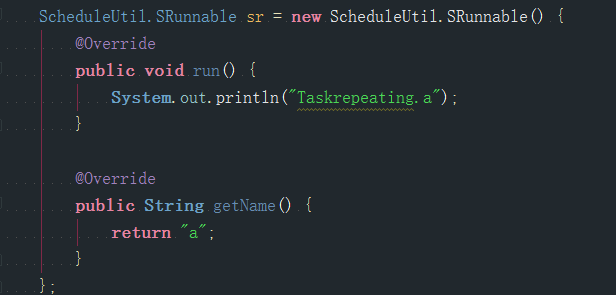 ScheduleUtil.SRunnable sr = new ScheduleUtil.SRunnable() {
@Override
public void run() {
System.out.println("Taskrepeating.a");
}
@Override
public String getName() {
return "a";
}
};